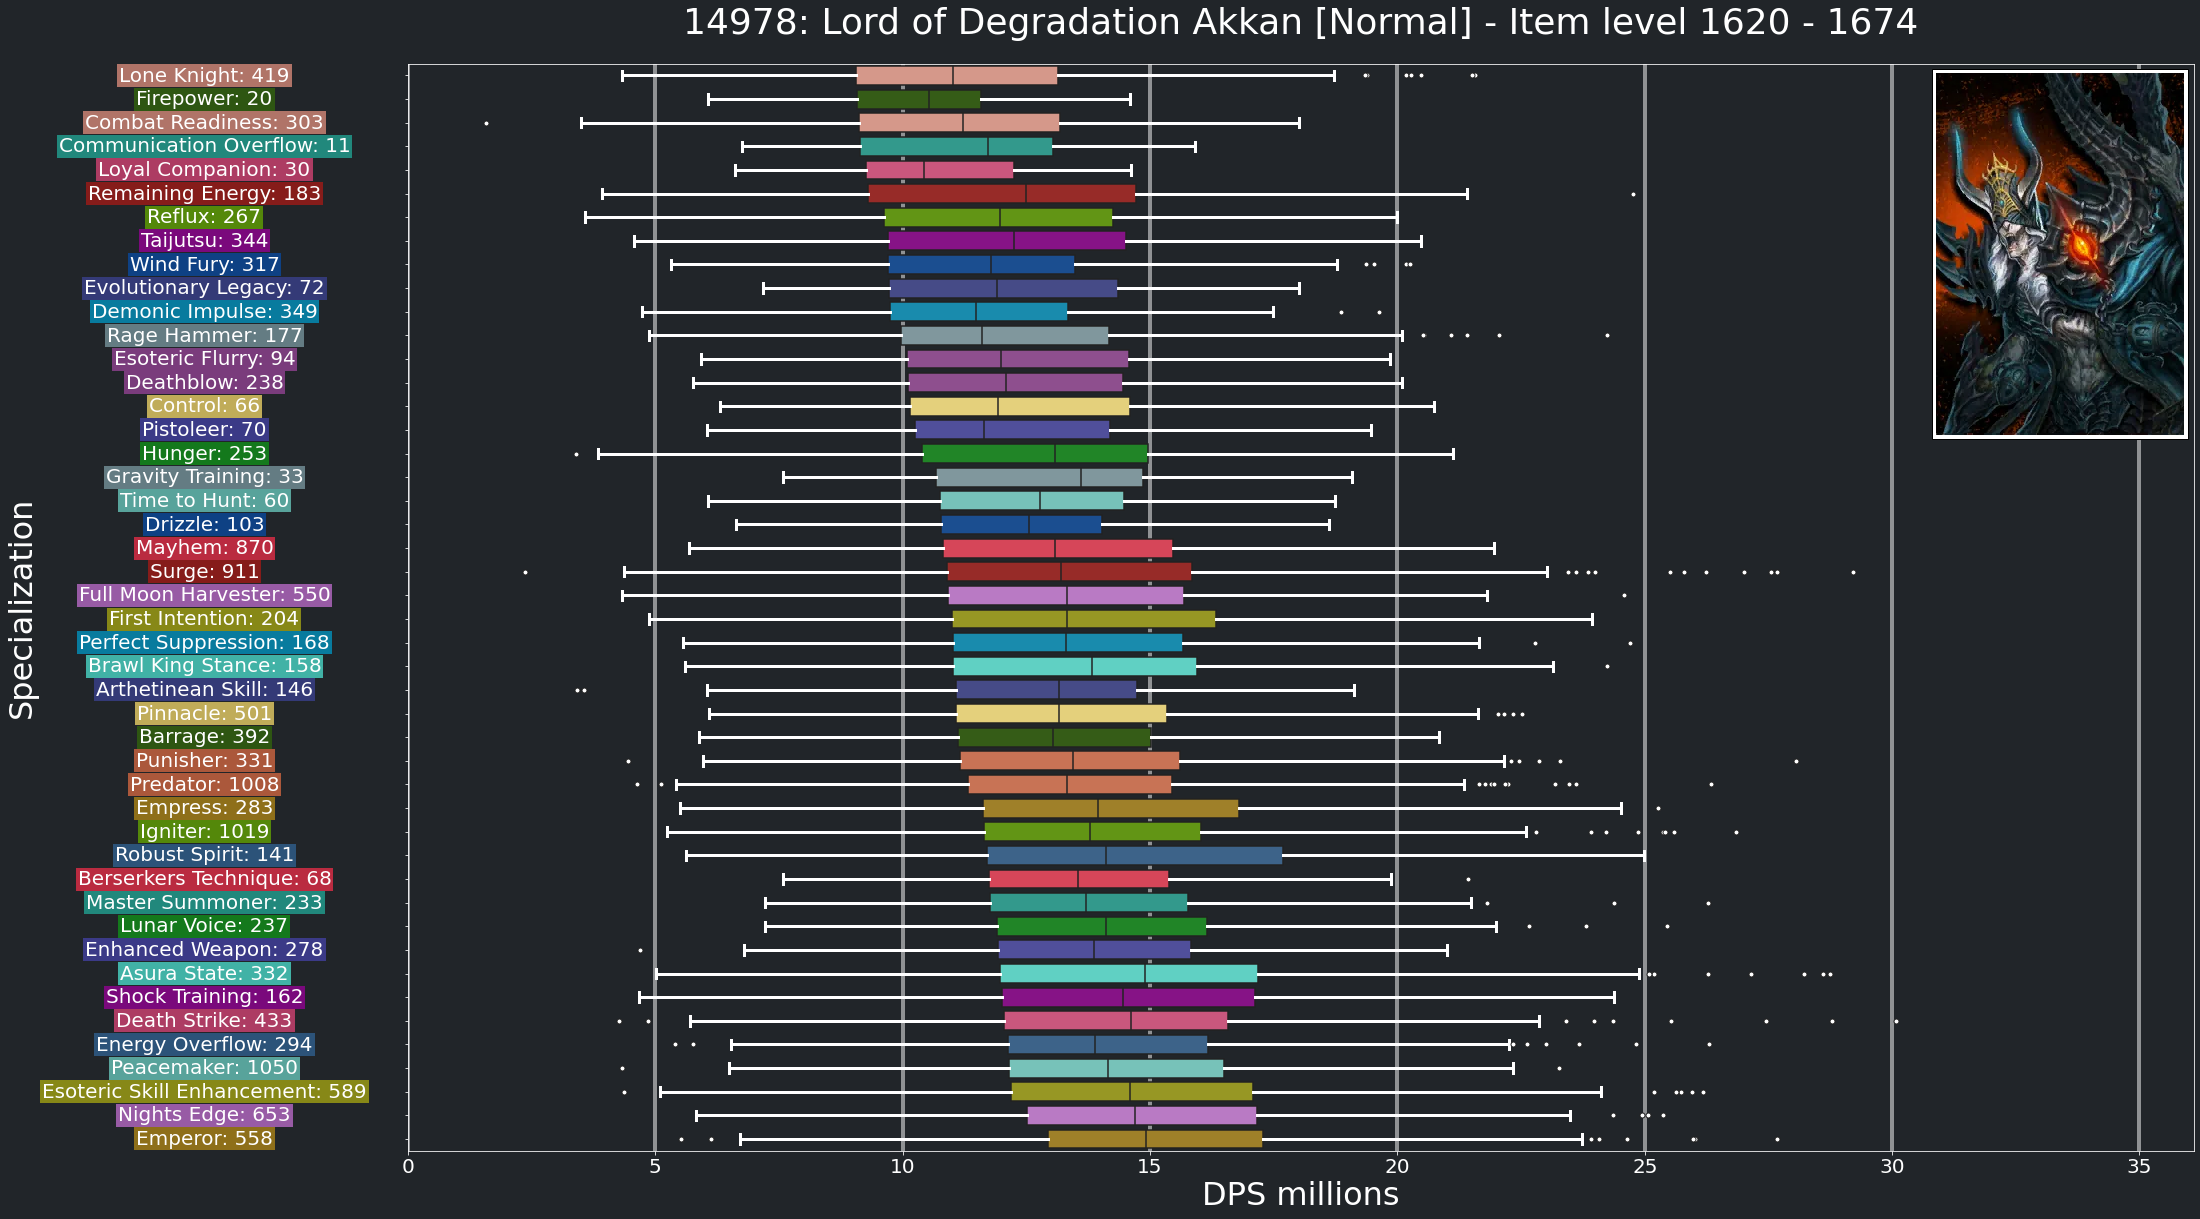 14978: Lord of Degradation Akkan [Normal] - Item level 1620 - 1674
Specialization
Lone Knight: 419
Firepower: 20
Combat Readiness: 303
Communication Overflow: 11
Loyal Companion: 30
Remaining Energy: 183
Reflux: 267
Taijutsu: 344
Wind Fury: 317
Evolutionary Legacy: 72
Demonic Impulse: 349
Rage Hammer: 177
Esoteric Flurry: 94
Deathblow: 238
Control: 66
Pistoleer: 70
Hunger: 253
Gravity Training: 33
Time to Hunt: 60
Drizzle: 103
Mayhem: 870
Surge: 911
Full Moon Harvester: 550
First Intention: 204
Perfect Suppression: 168
Brawl King Stance: 158
Arthetinean Skill: 146
Pinnacle: 501
Barrage: 392
Punisher: 331
Predator: 1008
Empress: 283
Igniter: 1019
Robust Spirit: 141
Berserkers Technique: 68
Master Summoner: 233
Lunar Voice: 237
Enhanced Weapon: 278
Asura State: 332
Shock Training: 162
Death Strike: 433
Energy Overflow: 294
Peacemaker: 1050
Esoteric Skill Enhancement: 589
Nights Edge: 653
Emperor: 558
0 5 10 15 20 25 30 35
DPS millions